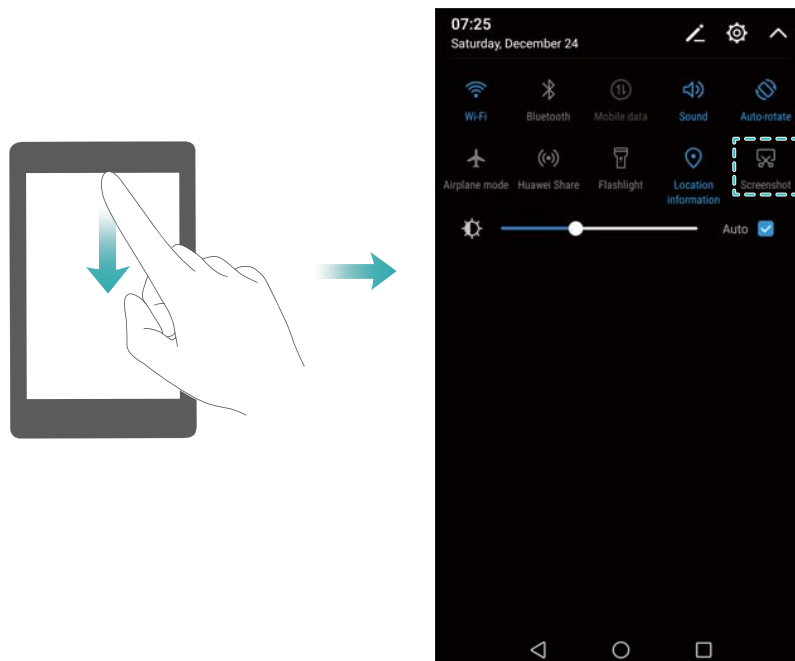 07:25
Saturday, December 24
Wi-Fi Bluetooth Mobile data Sound Auto-rotate
Airplane mode Huawei Share Flashlight Location information Screenshot
Auto